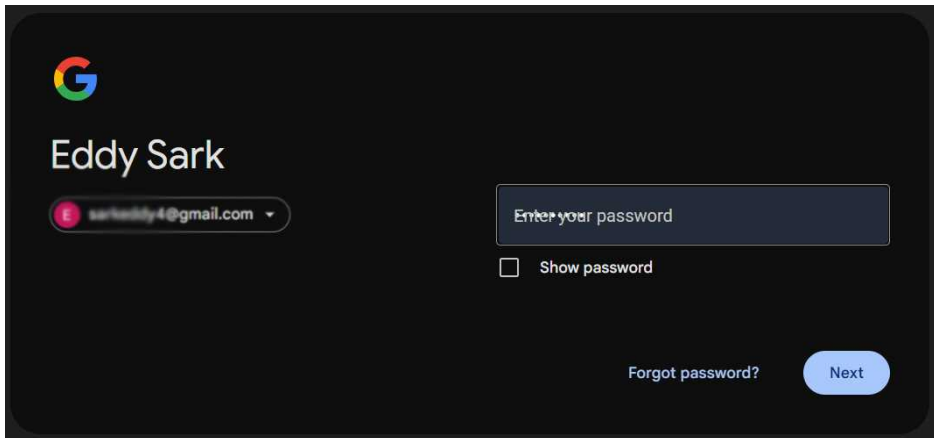 Eddy Sark
E
@gmail.com
Enter your password
Show password
Forgot password?
Next